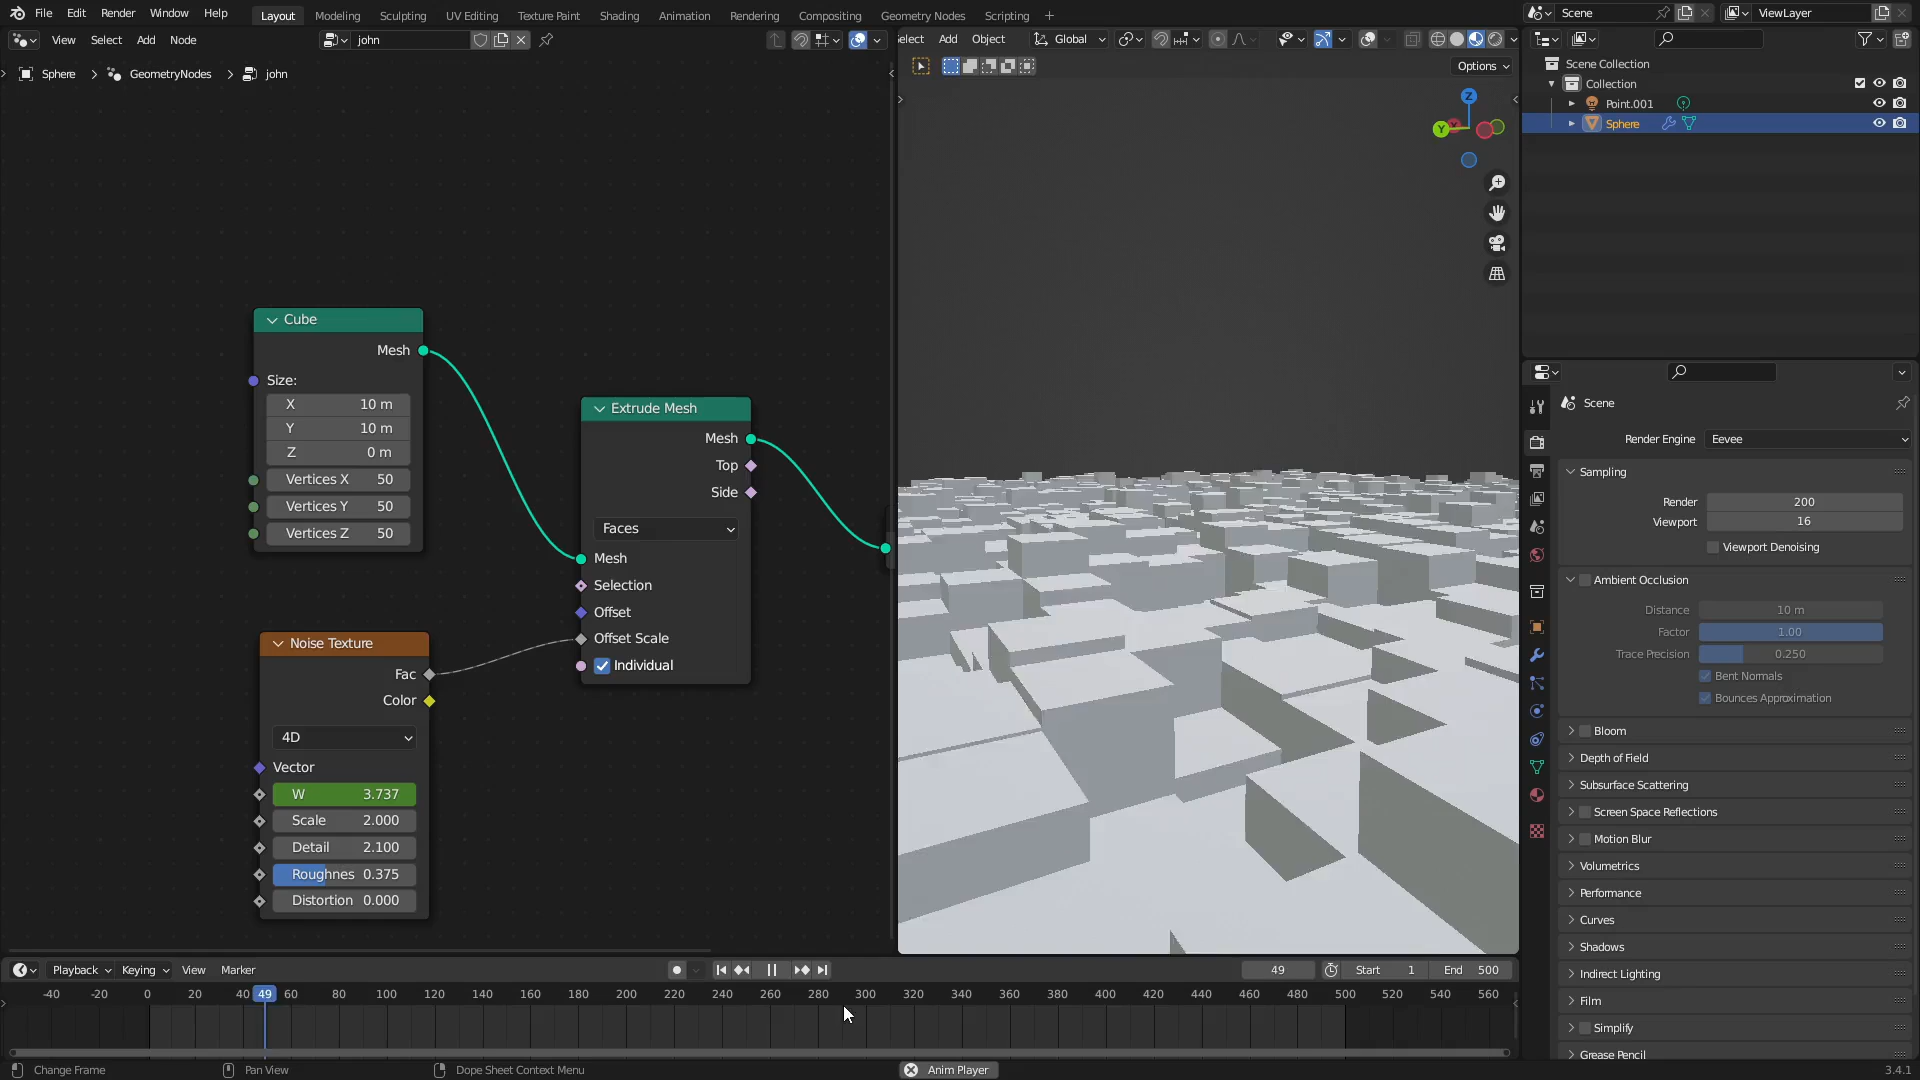 File Edit Render Window Help Layout Modeling Sculpting UV Editing Texture Paint Shading Animation Rendering Compositing Geometry Nodes Scripting + Scene ViewLayer
View Select Add Node john
elect Add Object Global
Options
Sphere > GeometryNodes > john
Z
Y
Scene Collection
Collection
Point.001
Sphere
Cube
Mesh
Size:
X 10 m
Y 10 m
Z 0 m
Vertices X 50
Vertices Y 50
Vertices Z 50
Extrude Mesh
Mesh
Top
Side
Faces
Mesh
Selection
Offset
Offset Scale
Individual
Noise Texture
Fac
Color
4D
Vector
W 3.737
Scale 2.000
Detail 2.100
Roughnes 0.375
Distortion 0.000
Scene
Render Engine Eevee
Sampling
Render 200
Viewport 16
Viewport Denoising
Ambient Occlusion
Distance 10 m
Factor 1.00
Trace Precision 0.250
Bent Normals
Bounces Approximation
Bloom
Depth of Field
Subsurface Scattering
Screen Space Reflections
Motion Blur
Volumetrics
Performance
Curves
Shadows
Indirect Lighting
Film
Simplify
Grease Pencil
Playback Keying View Marker 49 Start 1 End 500
-40 -20 0 20 40 49 60 80 100 120 140 160 180 200 220 240 260 280 300 320 340 360 380 400 420 440 460 480 500 520 540 560
Change Frame Pan View Dope Sheet Context Menu Anim Player 3.4.1